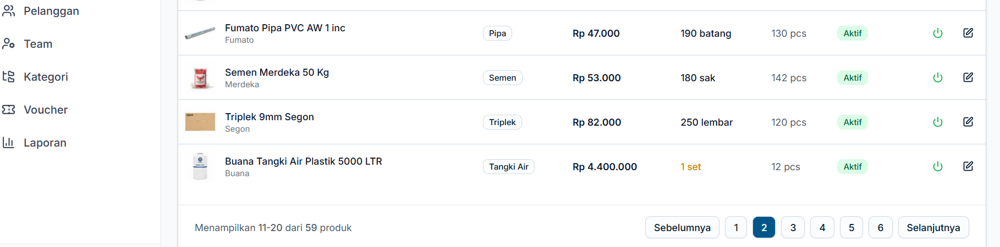 Pelanggan
Team
Kategori
Voucher
Laporan
Fumato Pipa PVC AW 1 inc
Fumato
Pipa
Rp 47.000
190 batang
130 pcs
Aktif
Semen Merdeka 50 Kg
Merdeka
Semen
Rp 53.000
180 sak
142 pcs
Aktif
Triplek 9mm Segon
Segon
Triplek
Rp 82.000
250 lembar
120 pcs
Aktif
Buana Tangki Air Plastik 5000 LTR
Buana
Tangki Air
Rp 4.400.000
1 set
12 pcs
Aktif
Menampilkan 11-20 dari 59 produk
Sebelumnya 1 2 3 4 5 6 Selanjutnya